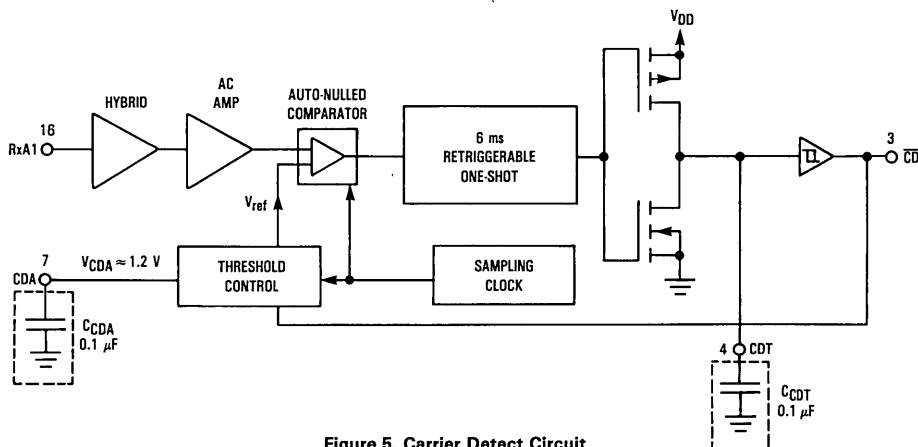 VDD
HYBRID
AC
AMP
AUTO-NULLED
COMPARATOR
16
RxA1
6 ms
RETRIGGERABLE
ONE-SHOT
3
C̅D̅
Vref
7
CDA
VCDA ≈ 1.2 V
THRESHOLD
CONTROL
SAMPLING
CLOCK
CCDA
0.1 μF
4
CDT
CCDT
0.1 μF
Figure 5. Carrier Detect Circuit